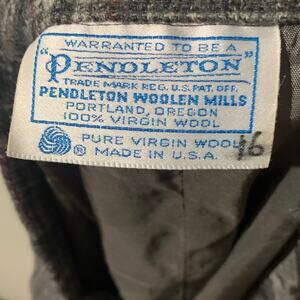 WARRANTED TO BE A
"PENDLETON"
TRADE MARK REG. U.S. PAT. OFF.
PENDLETON WOOLEN MILLS
PORTLAND, OREGON
100% VIRGIN WOOL
PURE VIRGIN WOOL
® MADE IN U.S.A.
16